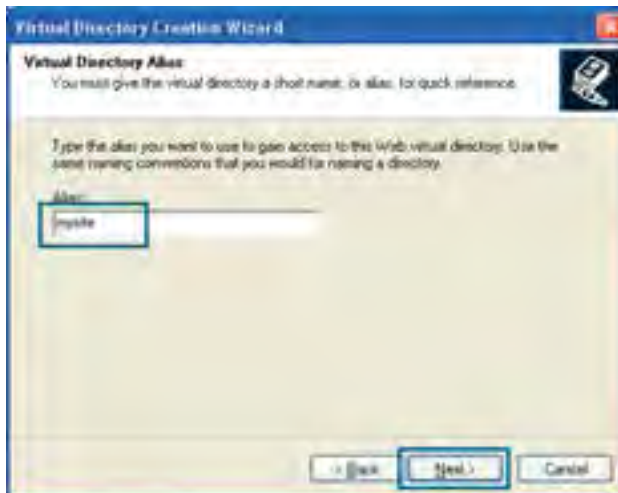 Virtual Directory Creation Wizard
Virtual Directory Alias
You must give the virtual directory a short name, or alias, for quick reference.
Type the alias you want to use to gain access to this Web virtual directory. Use the
same naming conventions that you would for naming a directory.
Alias:
mysite
< Back
Next >
Cancel